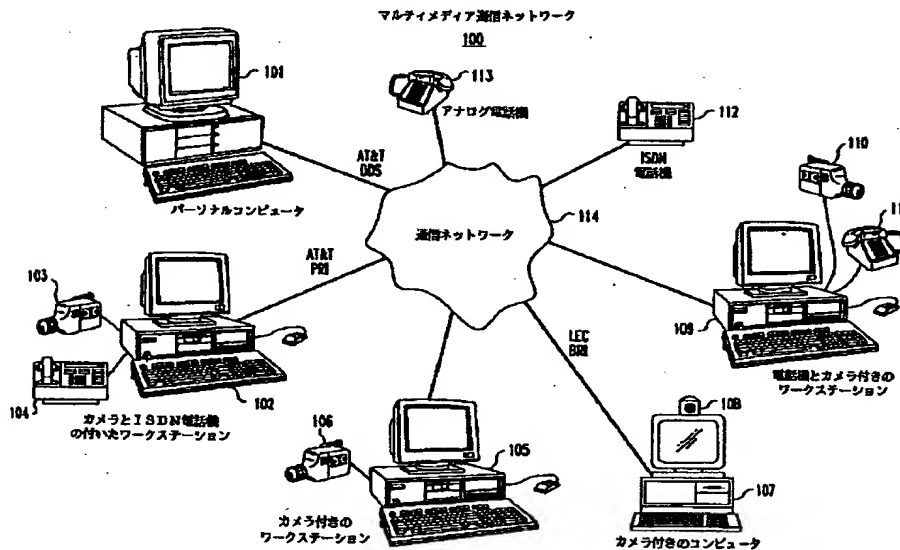 マルチメディア通信ネットワーク
100
101
113
アナログ電話機
112
ISDN
電話機
110
AT&T
DDS
パーソナルコンピュータ
114
通信ネットワーク
AT&T
PRI
103
104
102
カメラとISDN電話機
の付いたワークステーション
109
電話機とカメラ付きの
ワークステーション
LEC
BRI
108
106
105
カメラ付きの
ワークステーション
107
カメラ付きのコンピュータ